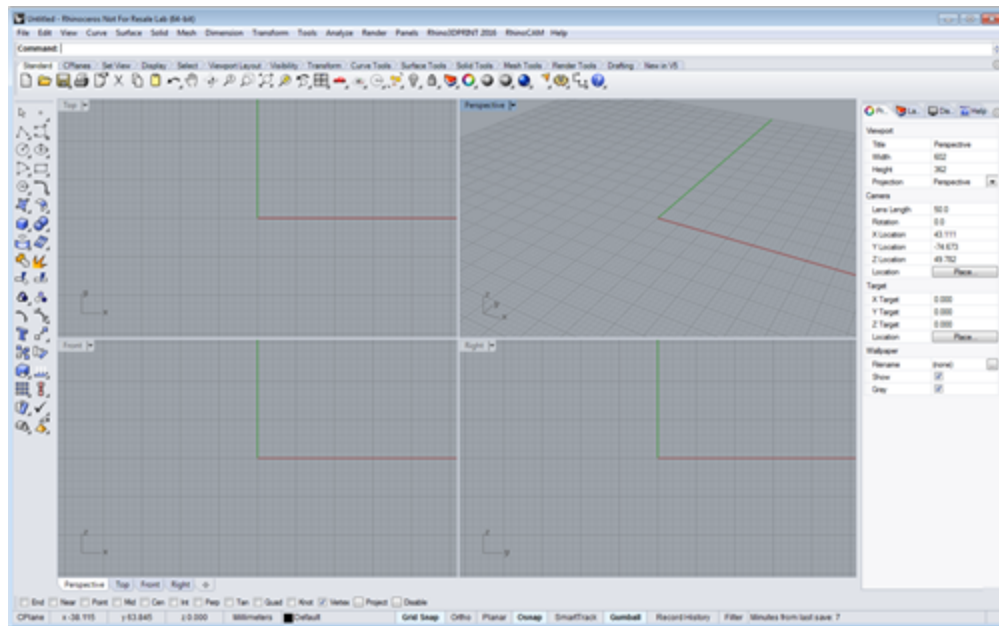 Untitled - Rhinoceros Not For Resale Lab (64-bit)
File Edit View Curve Surface Solid Mesh Dimension Transform Tools Analyze Render Panels Rhino3DPRINT 2016 RhinoCAM Help
Command:
Standard CPlanes Set View Display Select Viewport Layout Visibility Transform Curve Tools Surface Tools Solid Tools Mesh Tools Render Tools Drafting New in V5
Top
Perspective
Help
Viewport
Title Perspective
Width 602
Height 362
Projection Perspective
Camera
Lens Length 50.0
Rotation 0.0
X Location 43.111
Y Location -74.673
Z Location 49.782
Location Place...
Target
X Target 0.000
Y Target 0.000
Z Target 0.000
Location Place...
Wallpaper
Filename (none)
Show
Gray
y
x
z
y
x
Front
Right
z
x
z
y
Perspective Top Front Right
End Near Point Mid Cen Int Perp Tan Quad Knot Vertex Project Disable
CPlane x -38.115 y 53.845 z 0.000 Millimeters Default Grid Snap Ortho Planar Osnap SmartTrack Gumball Record History Filter Minutes from last save: 7